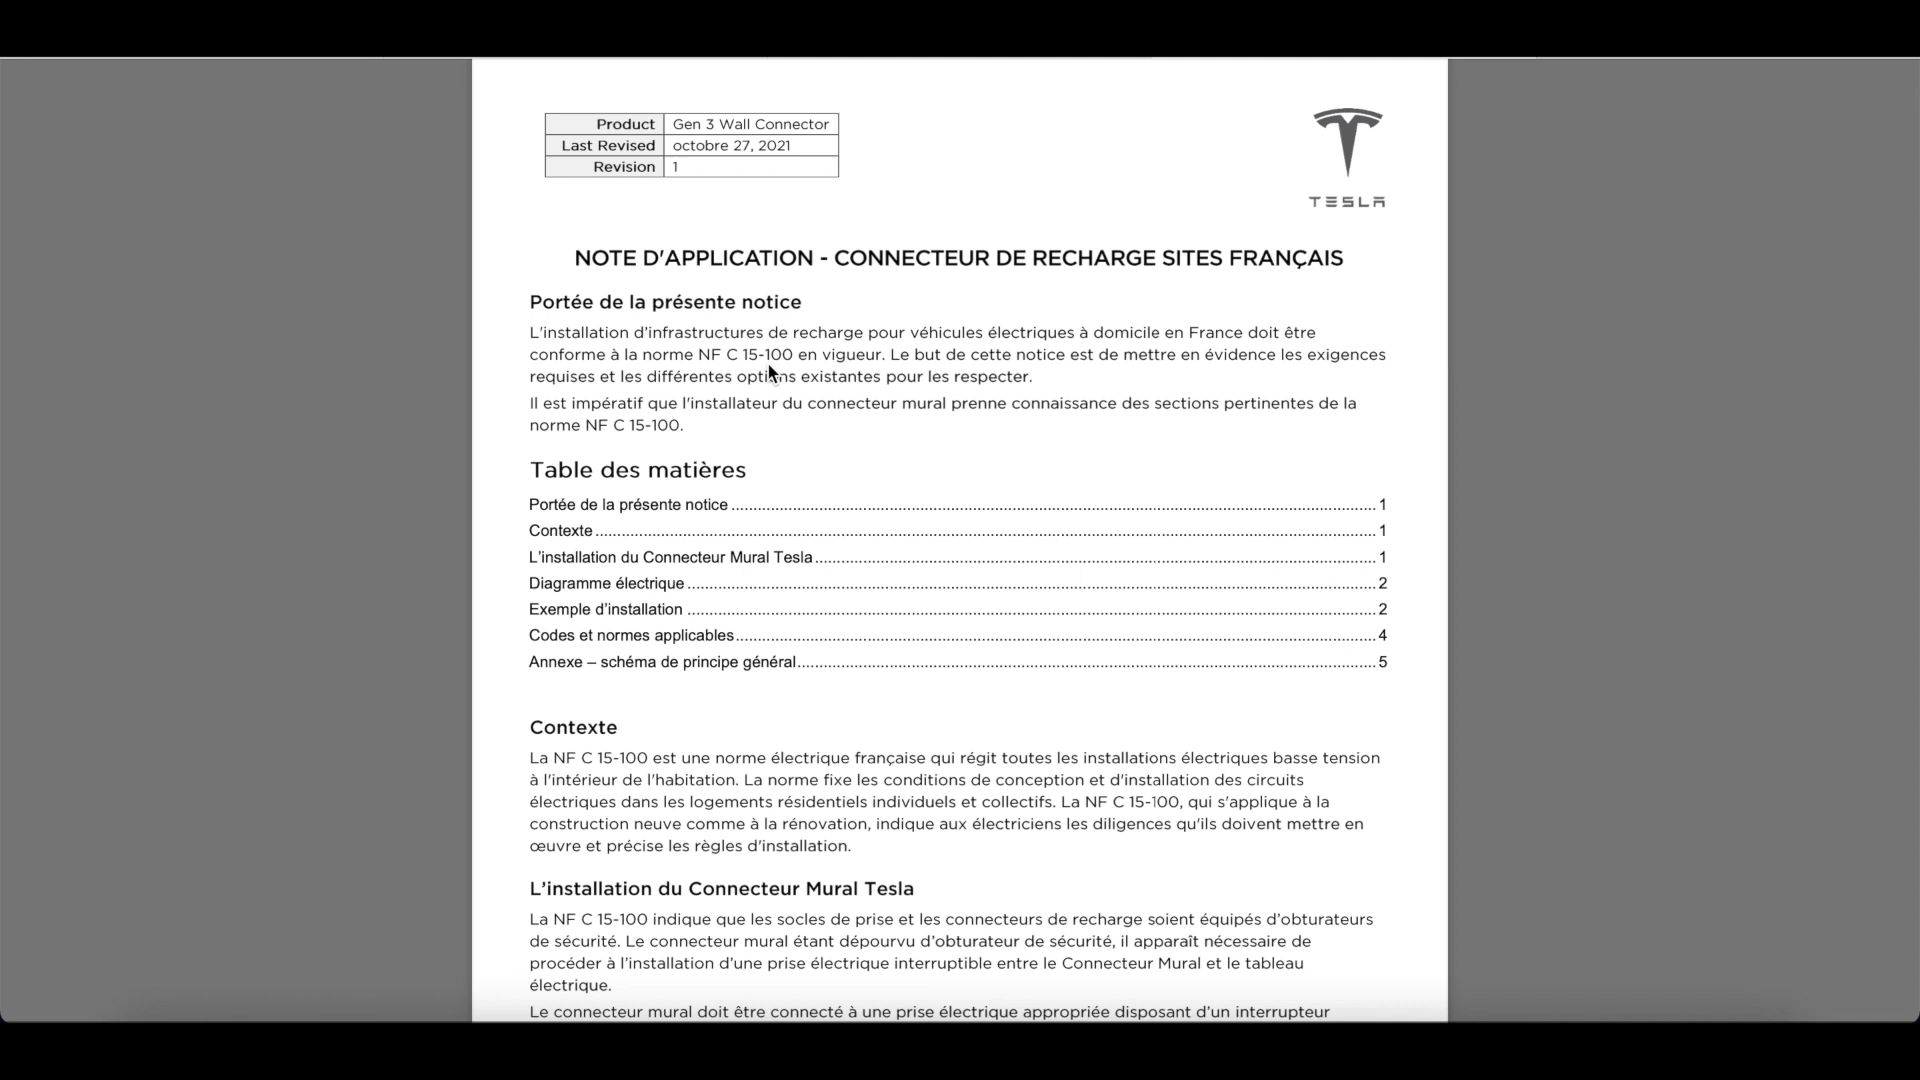 Product Gen 3 Wall Connector
Last Revised octobre 27, 2021
Revision 1
TESLA
NOTE D'APPLICATION - CONNECTEUR DE RECHARGE SITES FRANÇAIS
Portée de la présente notice
L'installation d’infrastructures de recharge pour véhicules électriques à domicile en France doit être
conforme à la norme NF C 15-100 en vigueur. Le but de cette notice est de mettre en évidence les exigences
requises et les différentes options existantes pour les respecter.
Il est impératif que l'installateur du connecteur mural prenne connaissance des sections pertinentes de la
norme NF C 15-100.
Table des matières
Portée de la présente notice ........ 1
Contexte ........ 1
L’installation du Connecteur Mural Tesla ........ 1
Diagramme électrique ........ 2
Exemple d’installation ........ 2
Codes et normes applicables ........ 4
Annexe – schéma de principe général ........ 5
Contexte
La NF C 15-100 est une norme électrique française qui régit toutes les installations électriques basse tension
à l'intérieur de l'habitation. La norme fixe les conditions de conception et d'installation des circuits
électriques dans les logements résidentiels individuels et collectifs. La NF C 15-100, qui s'applique à la
construction neuve comme à la rénovation, indique aux électriciens les diligences qu'ils doivent mettre en
œuvre et précise les règles d'installation.
L’installation du Connecteur Mural Tesla
La NF C 15-100 indique que les socles de prise et les connecteurs de recharge soient équipés d’obturateurs
de sécurité. Le connecteur mural étant dépourvu d’obturateur de sécurité, il apparaît nécessaire de
procéder à l’installation d’une prise électrique interruptible entre le Connecteur Mural et le tableau
électrique.
Le connecteur mural doit être connecté à une prise électrique appropriée disposant d’un interrupteur